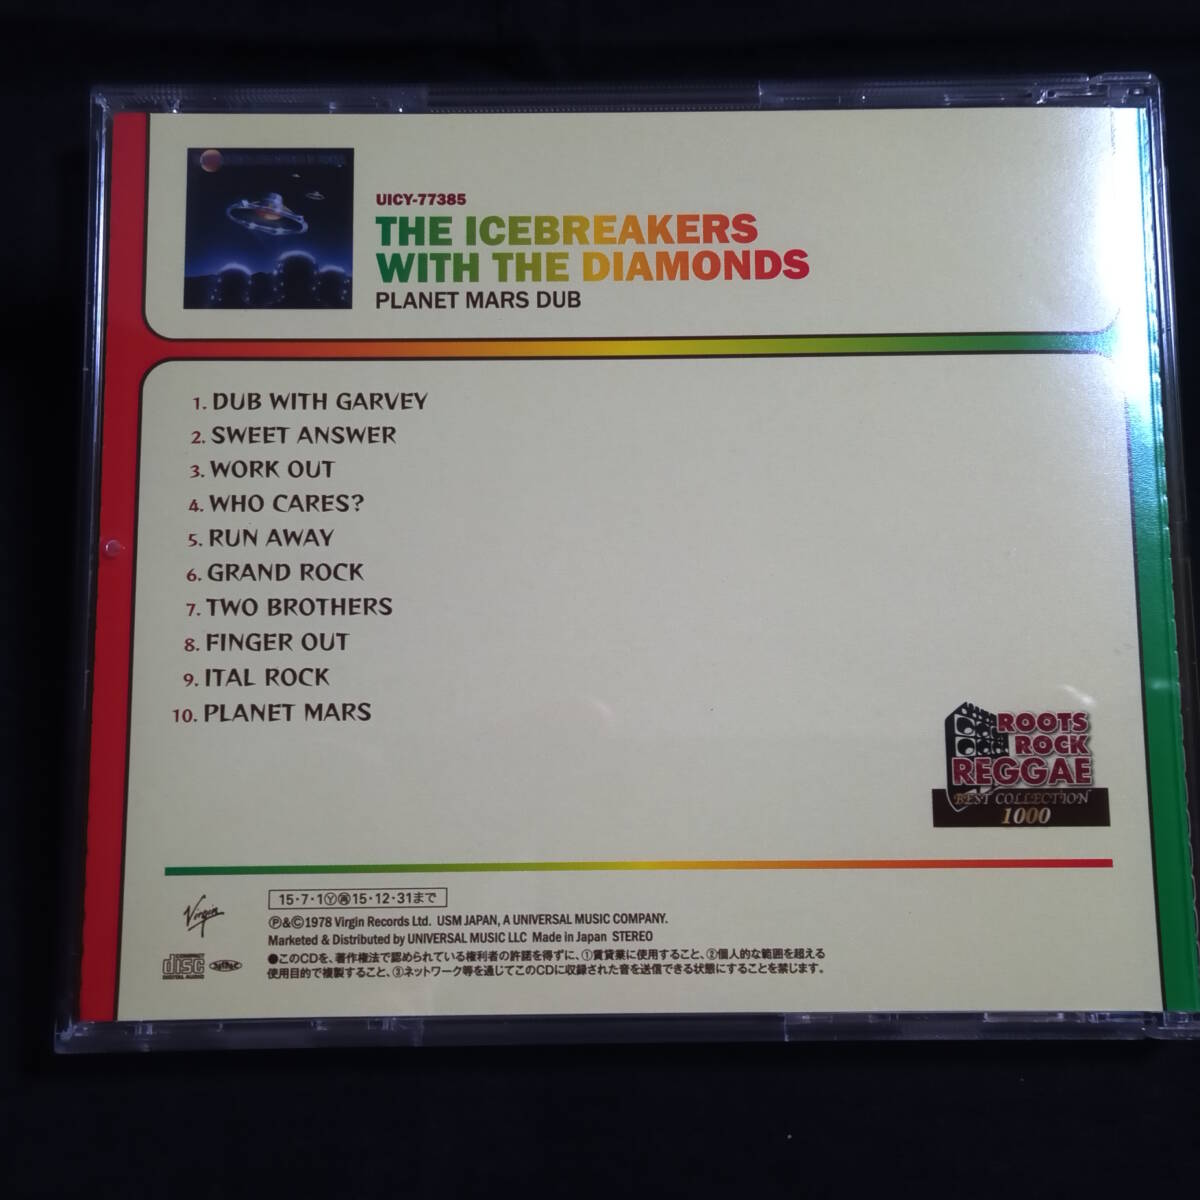 UICY-77385
THE ICEBREAKERS
WITH THE DIAMONDS
PLANET MARS DUB
1. DUB WITH GARVEY
2. SWEET ANSWER
3. WORK OUT
4. WHO CARES?
5. RUN AWAY
6. GRAND ROCK
7. TWO BROTHERS
8. FINGER OUT
9. ITAL ROCK
10. PLANET MARS
ROOTS
ROCK
REGGAE
BEST COLLECTION
1000
Virgin
15・7・1Ⓨ㊢15・12・31まで
Ⓟ&Ⓒ1978 Virgin Records Ltd. USM JAPAN, A UNIVERSAL MUSIC COMPANY.
Marketed & Distributed by UNIVERSAL MUSIC LLC Made in Japan STEREO
●このCDを、著作権法で認められている権利者の許諾を得ずに、①賃貸業に使用すること、②個人的な範囲を超える
使用目的で複製すること、③ネットワーク等を通じてこのCDに収録された音を送信できる状態にすることを禁じます。
disc
DIGITAL AUDIO